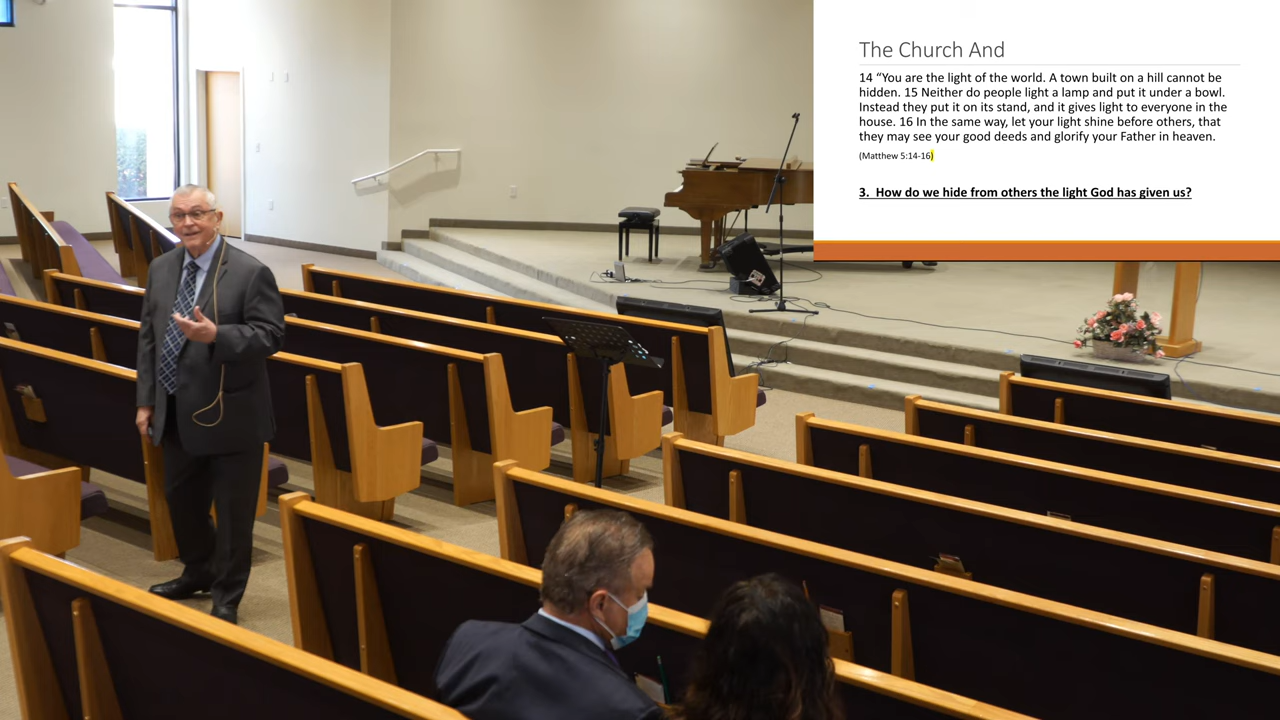 The Church And
14 “You are the light of the world. A town built on a hill cannot be
hidden. 15 Neither do people light a lamp and put it under a bowl.
Instead they put it on its stand, and it gives light to everyone in the
house. 16 In the same way, let your light shine before others, that
they may see your good deeds and glorify your Father in heaven.
(Matthew 5:14-16)
3. How do we hide from others the light God has given us?